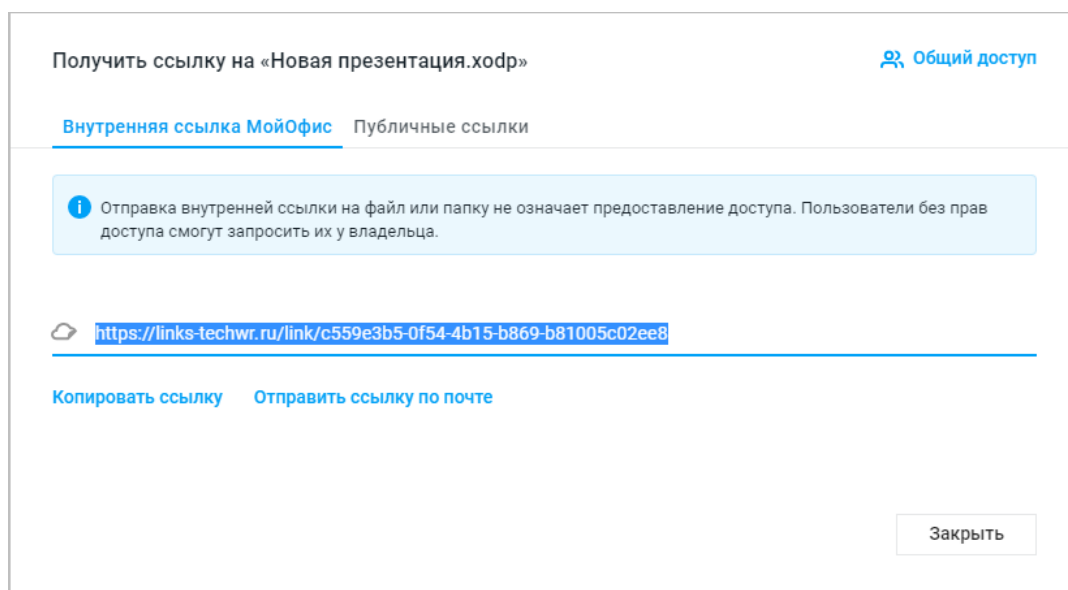 Получить ссылку на «Новая презентация.xodp»
Общий доступ
Внутренняя ссылка МойОфис
Публичные ссылки
Отправка внутренней ссылки на файл или папку не означает предоставление доступа. Пользователи без прав
доступа смогут запросить их у владельца.
https://links-techwr.ru/link/c559e3b5-0f54-4b15-b869-b81005c02ee8
Копировать ссылку
Отправить ссылку по почте
Закрыть